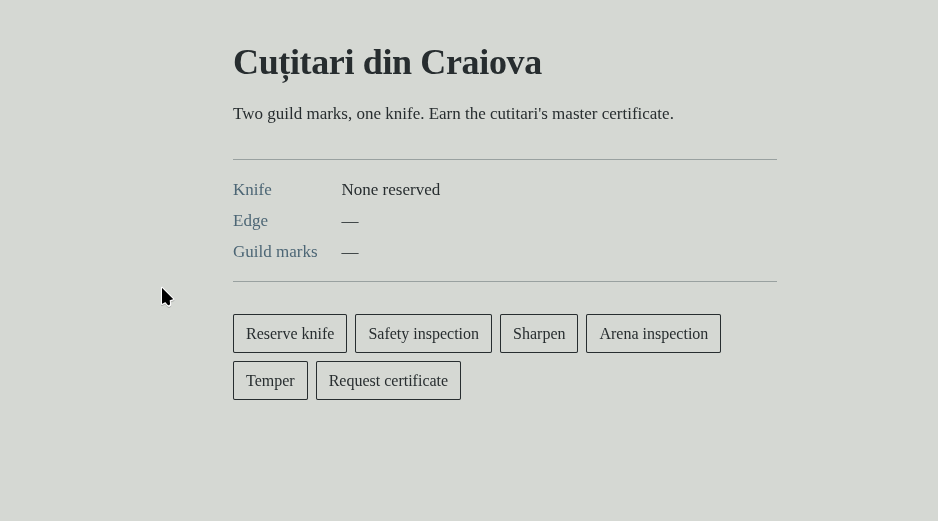 Cuțitari din Craiova
Two guild marks, one knife. Earn the cutitari's master certificate.
Knife None reserved
Edge —
Guild marks —
Reserve knife Safety inspection Sharpen Arena inspection
Temper Request certificate